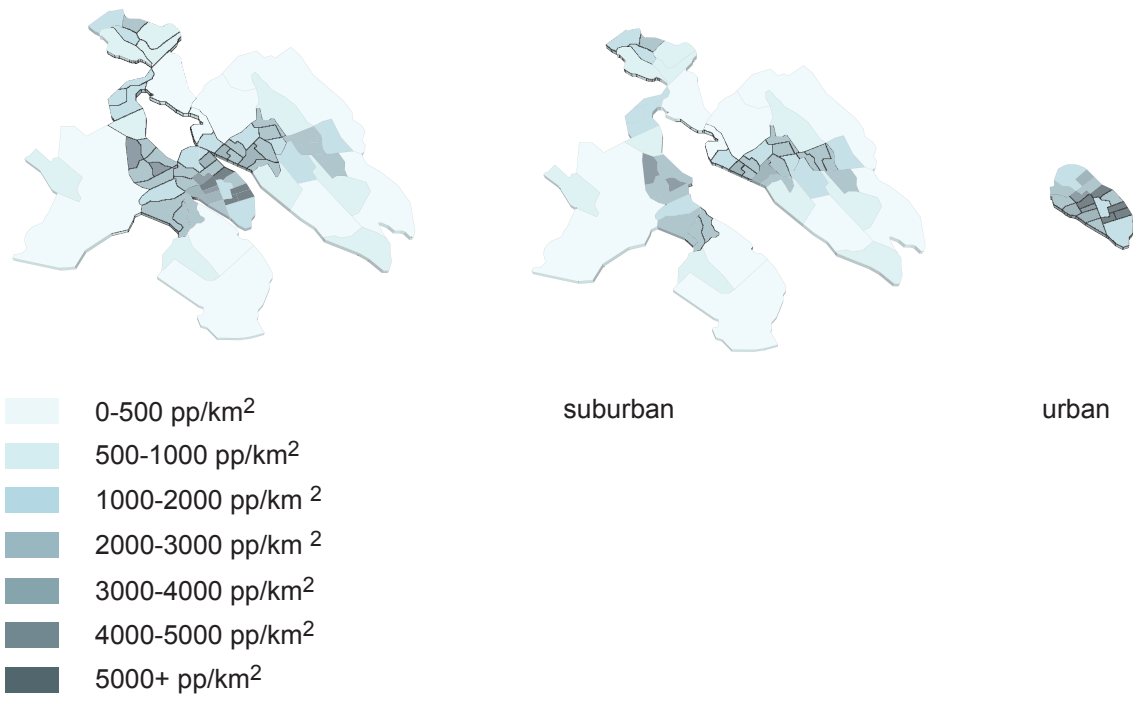 0-500 pp/km²
suburban
urban
500-1000 pp/km²
1000-2000 pp/km ²
2000-3000 pp/km ²
3000-4000 pp/km²
4000-5000 pp/km²
5000+ pp/km²